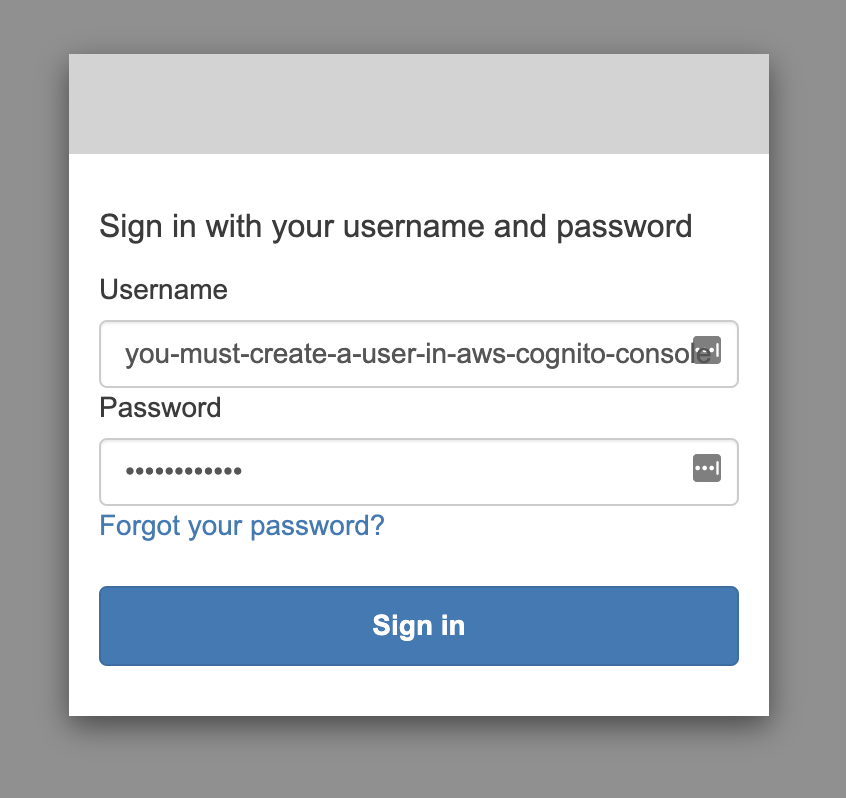 Sign in with your username and password
Username
you-must-create-a-user-in-aws-cognito-console
Password
••••••••••••
Forgot your password?
Sign in